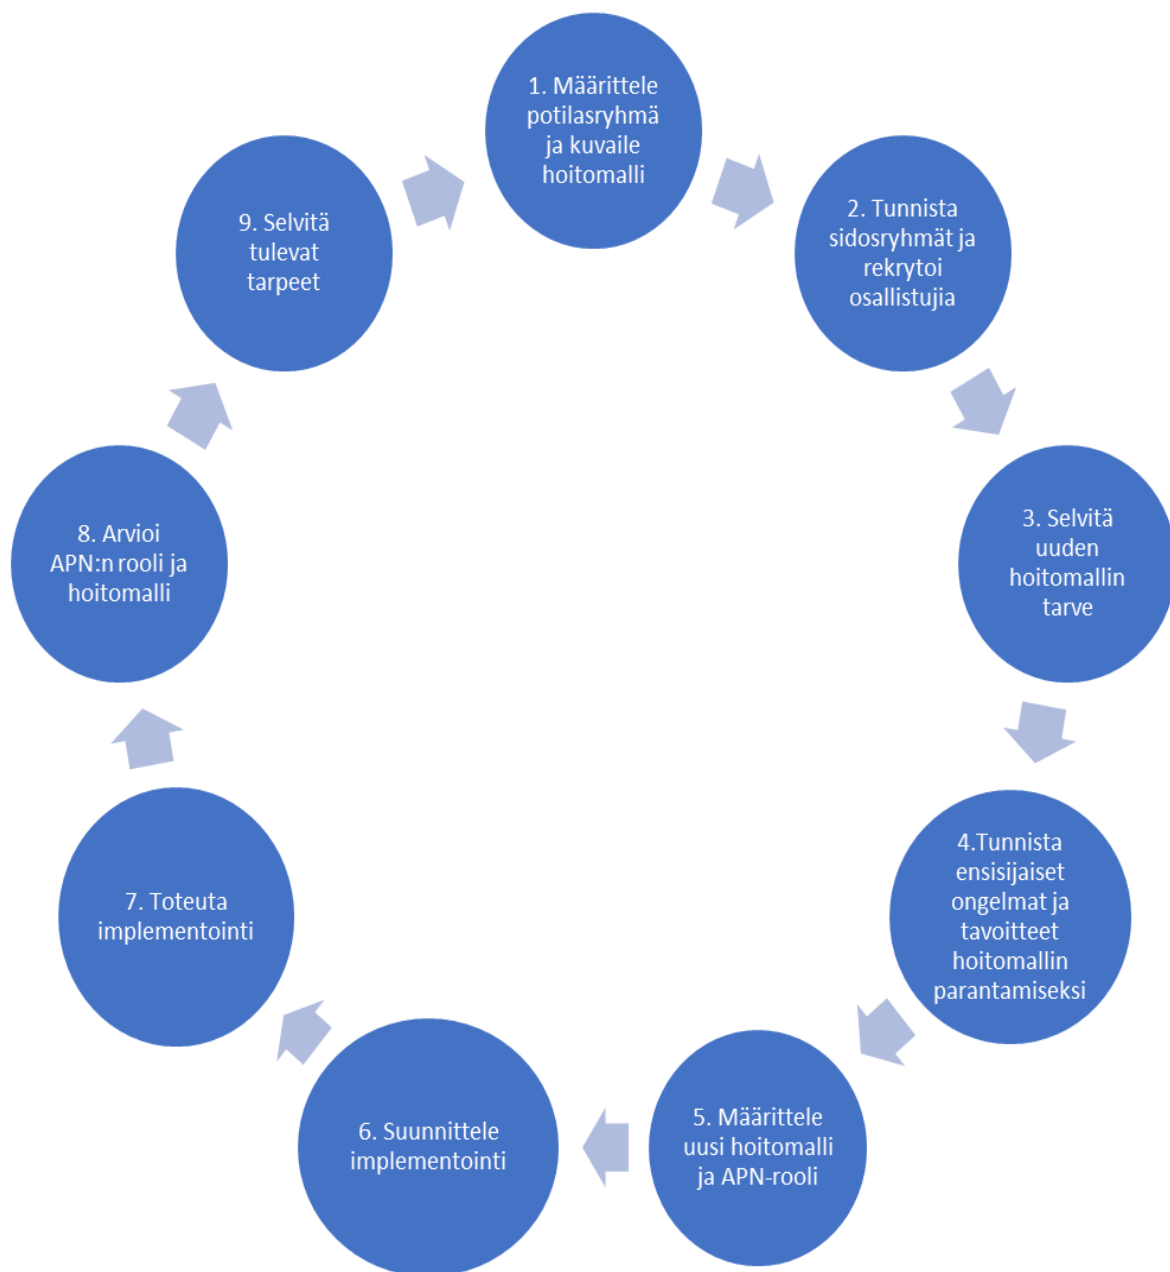 1. Määrittele
potilasryhmä
ja kuvaile
hoitomalli
2. Tunnista
sidosryhmät ja
rekrytoi
osallistujia
3. Selvitä
uuden
hoitomallin
tarve
4.Tunnista
ensisijaiset
ongelmat ja
tavoitteet
hoitomallin
parantamiseksi
5. Määrittele
uusi hoitomalli
ja APN-rooli
6. Suunnittele
implementointi
7. Toteuta
implementointi
8. Arvioi
APN:n rooli ja
hoitomalli
9. Selvitä
tulevat
tarpeet